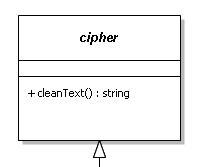 cipher
+ cleanText() : string